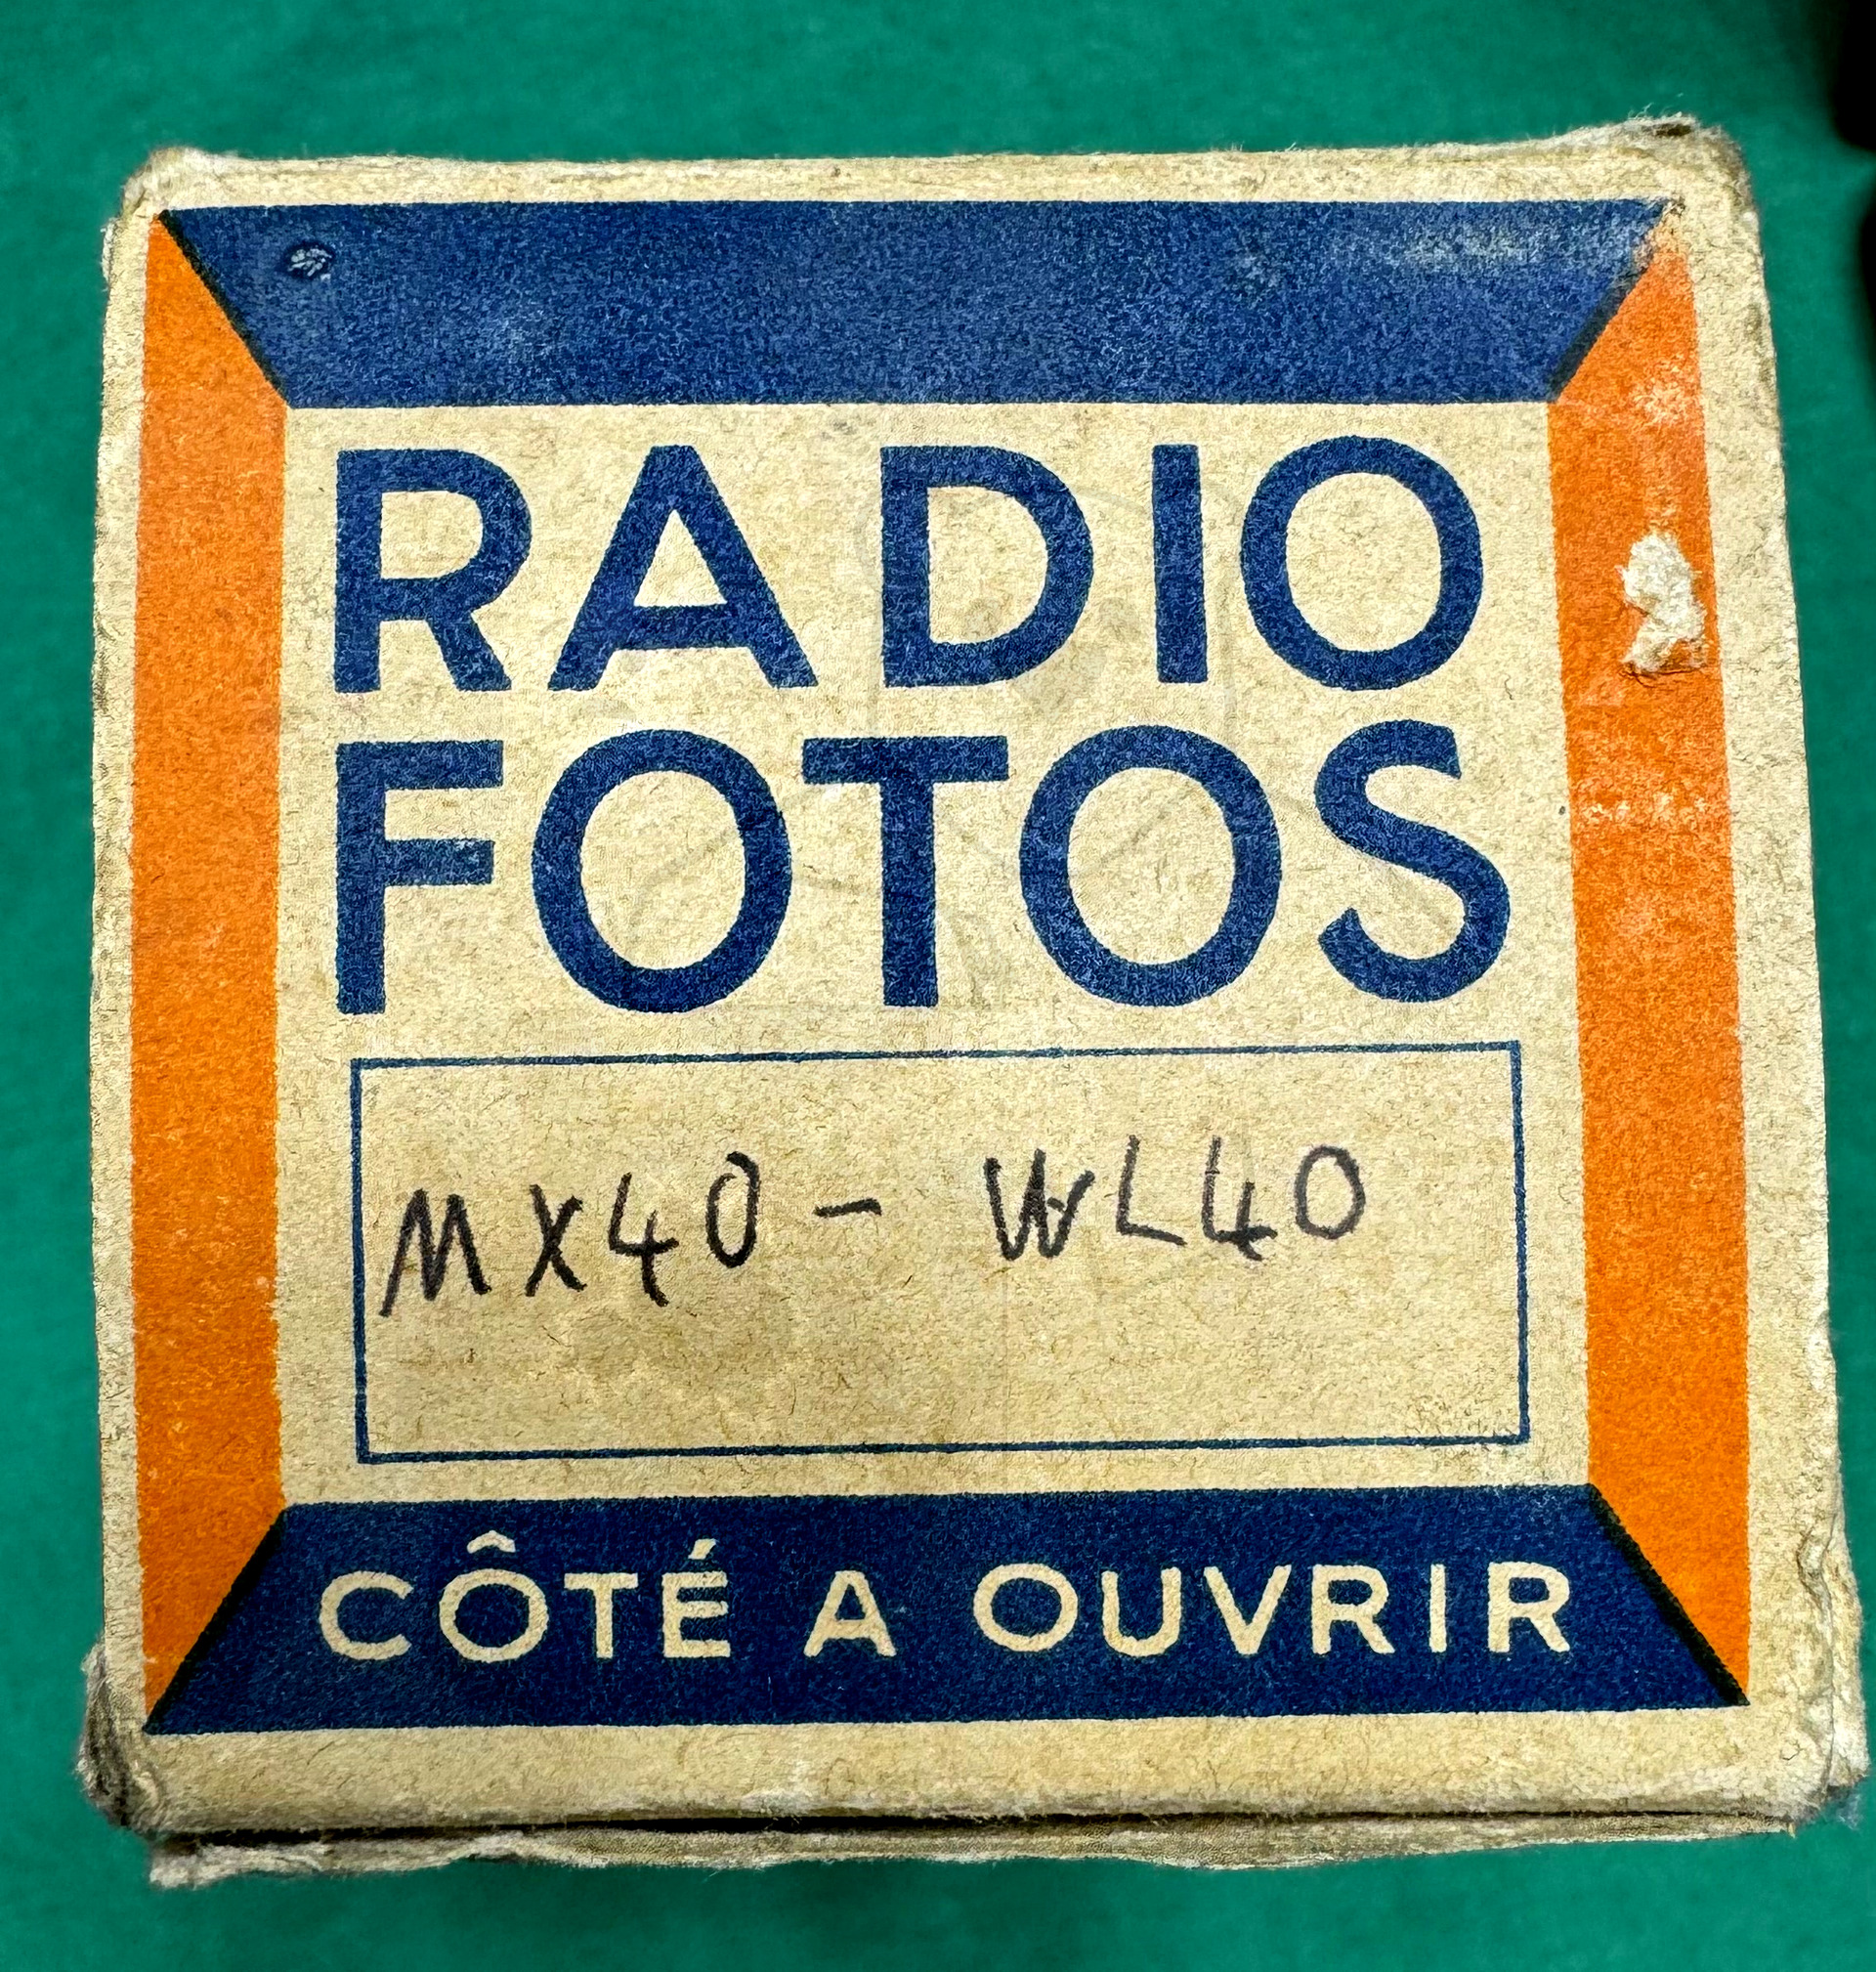 RADIO
FOTOS
MX40 - WL40
CÔTÉ A OUVRIR